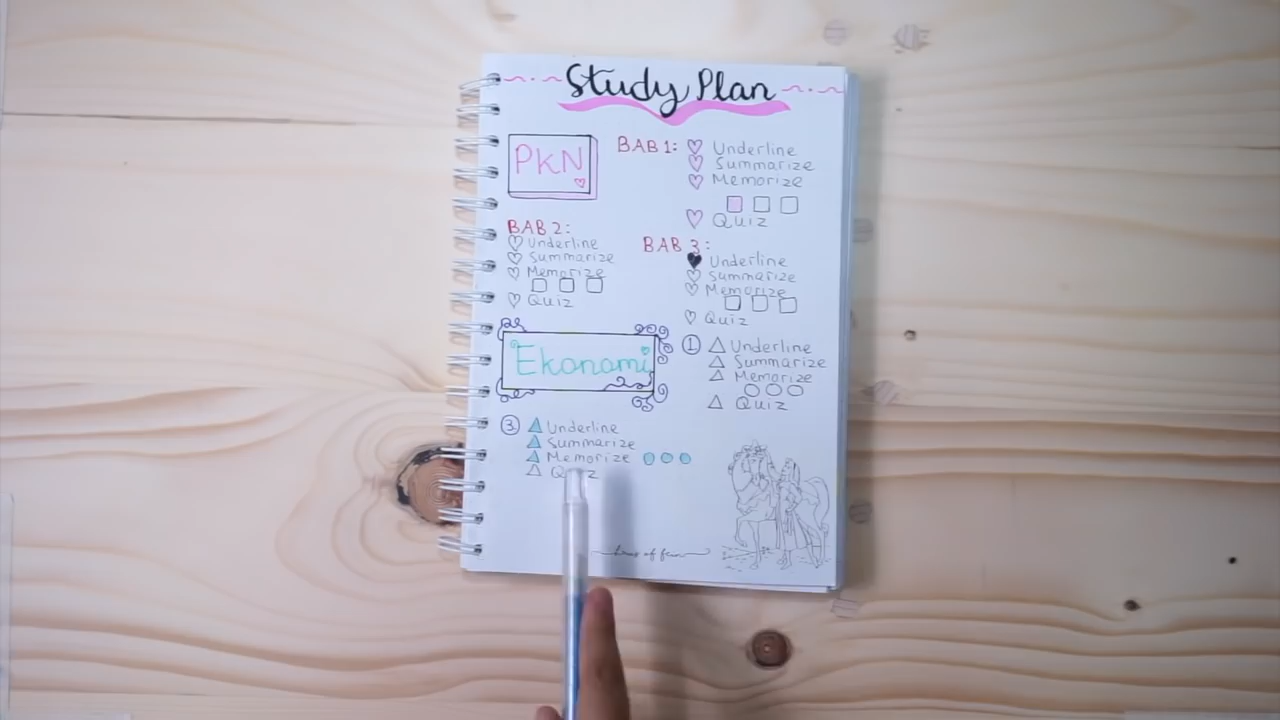 Study Plan
PKN
BAB 1:
Underline
Summarize
Memorize
Quiz
BAB 2:
Underline
Summarize
Memorize
Quiz
BAB 3:
Underline
Summarize
Memorize
Quiz
Ekonomi
1
Underline
Summarize
Memorize
Quiz
3
Underline
Summarize
Memorize
Quiz